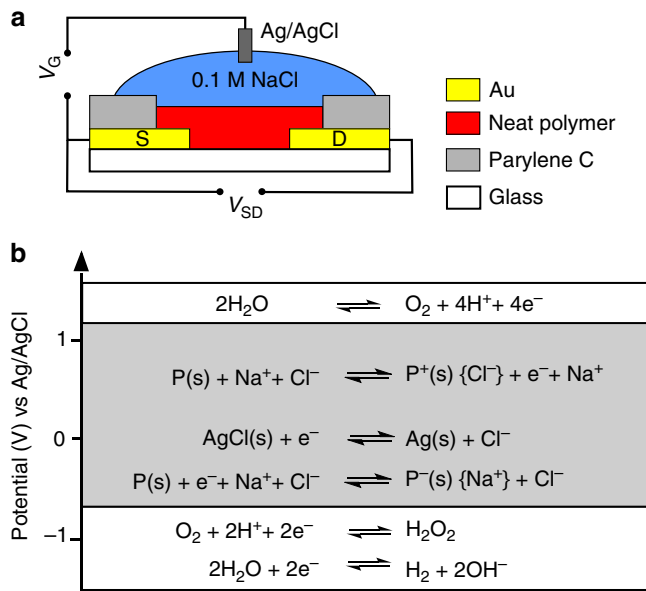 a
Ag/AgCl
V_G
0.1 M NaCl
S
D
V_SD
Au
Neat polymer
Parylene C
Glass
b
Potential (V) vs Ag/AgCl
1
0
–1
2H₂O ⇌ O₂ + 4H⁺ + 4e⁻
P(s) + Na⁺ + Cl⁻ ⇌ P⁺(s) {Cl⁻} + e⁻ + Na⁺
AgCl(s) + e⁻ ⇌ Ag(s) + Cl⁻
P(s) + e⁻ + Na⁺ + Cl⁻ ⇌ P⁻(s) {Na⁺} + Cl⁻
O₂ + 2H⁺ + 2e⁻ ⇌ H₂O₂
2H₂O + 2e⁻ ⇌ H₂ + 2OH⁻